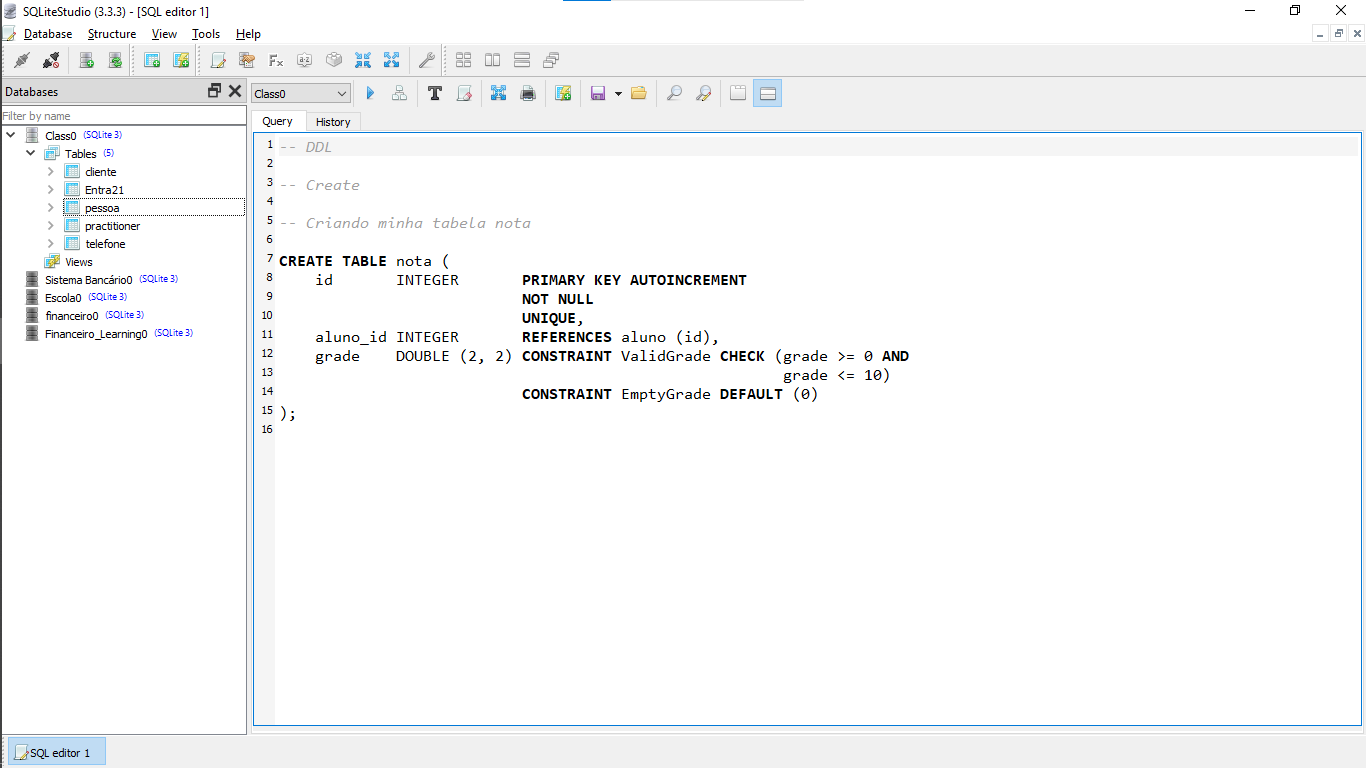 SQLiteStudio (3.3.3) - [SQL editor 1]
Database Structure View Tools Help
Databases
Class0
Filter by name
Query History
Class0 (SQLite 3)
Tables (5)
cliente
Entra21
pessoa
practitioner
telefone
Views
Sistema Bancário0 (SQLite 3)
Escola0 (SQLite 3)
financeiro0 (SQLite 3)
Financeiro_Learning0 (SQLite 3)
1 -- DDL
2
3 -- Create
4
5 -- Criando minha tabela nota
6
7 CREATE TABLE nota (
8 id INTEGER PRIMARY KEY AUTOINCREMENT
9 NOT NULL
10 UNIQUE,
11 aluno_id INTEGER REFERENCES aluno (id),
12 grade DOUBLE (2, 2) CONSTRAINT ValidGrade CHECK (grade >= 0 AND
13 grade <= 10)
14 CONSTRAINT EmptyGrade DEFAULT (0)
15 );
16
SQL editor 1